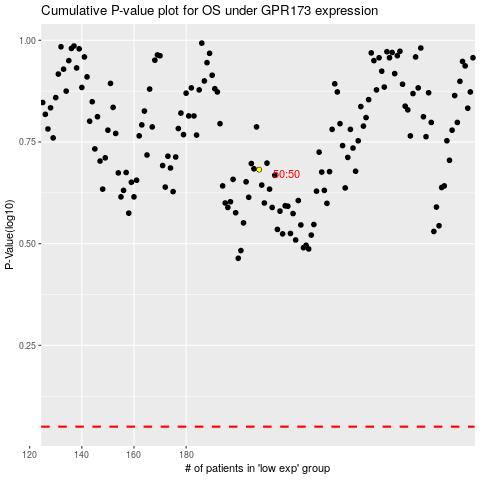 Cumulative P-value plot for OS under GPR173 expression
P-Value(log10)
1.00
0.75
0.50
0.25
50:50
120 140 160 180
# of patients in 'low exp' group